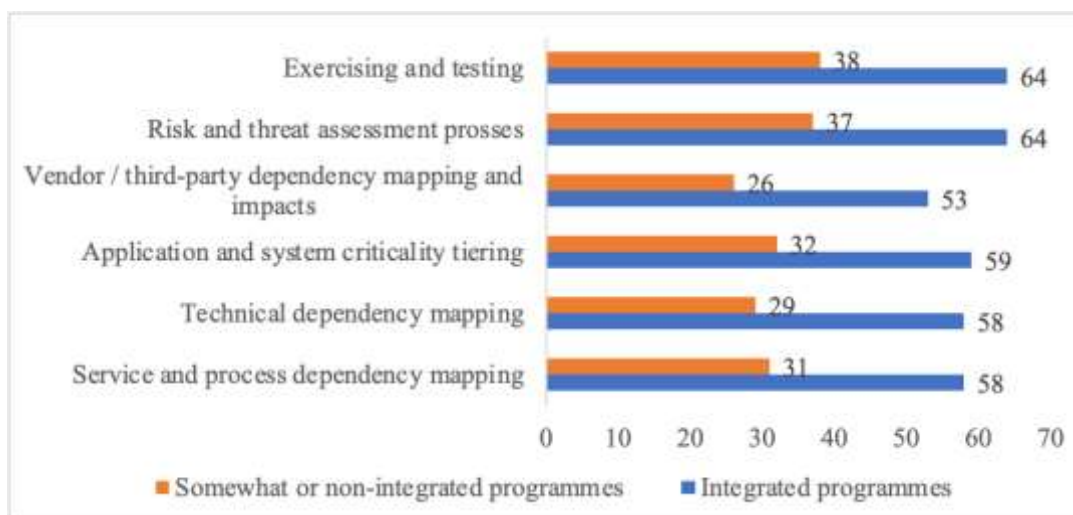 Exercising and testing
38
64
Risk and threat assessment prosses
37
64
Vendor / third-party dependency mapping and
impacts
26
53
Application and system criticality tiering
32
59
Technical dependency mapping
29
58
Service and process dependency mapping
31
58
0 10 20 30 40 50 60 70
Somewhat or non-integrated programmes Integrated programmes